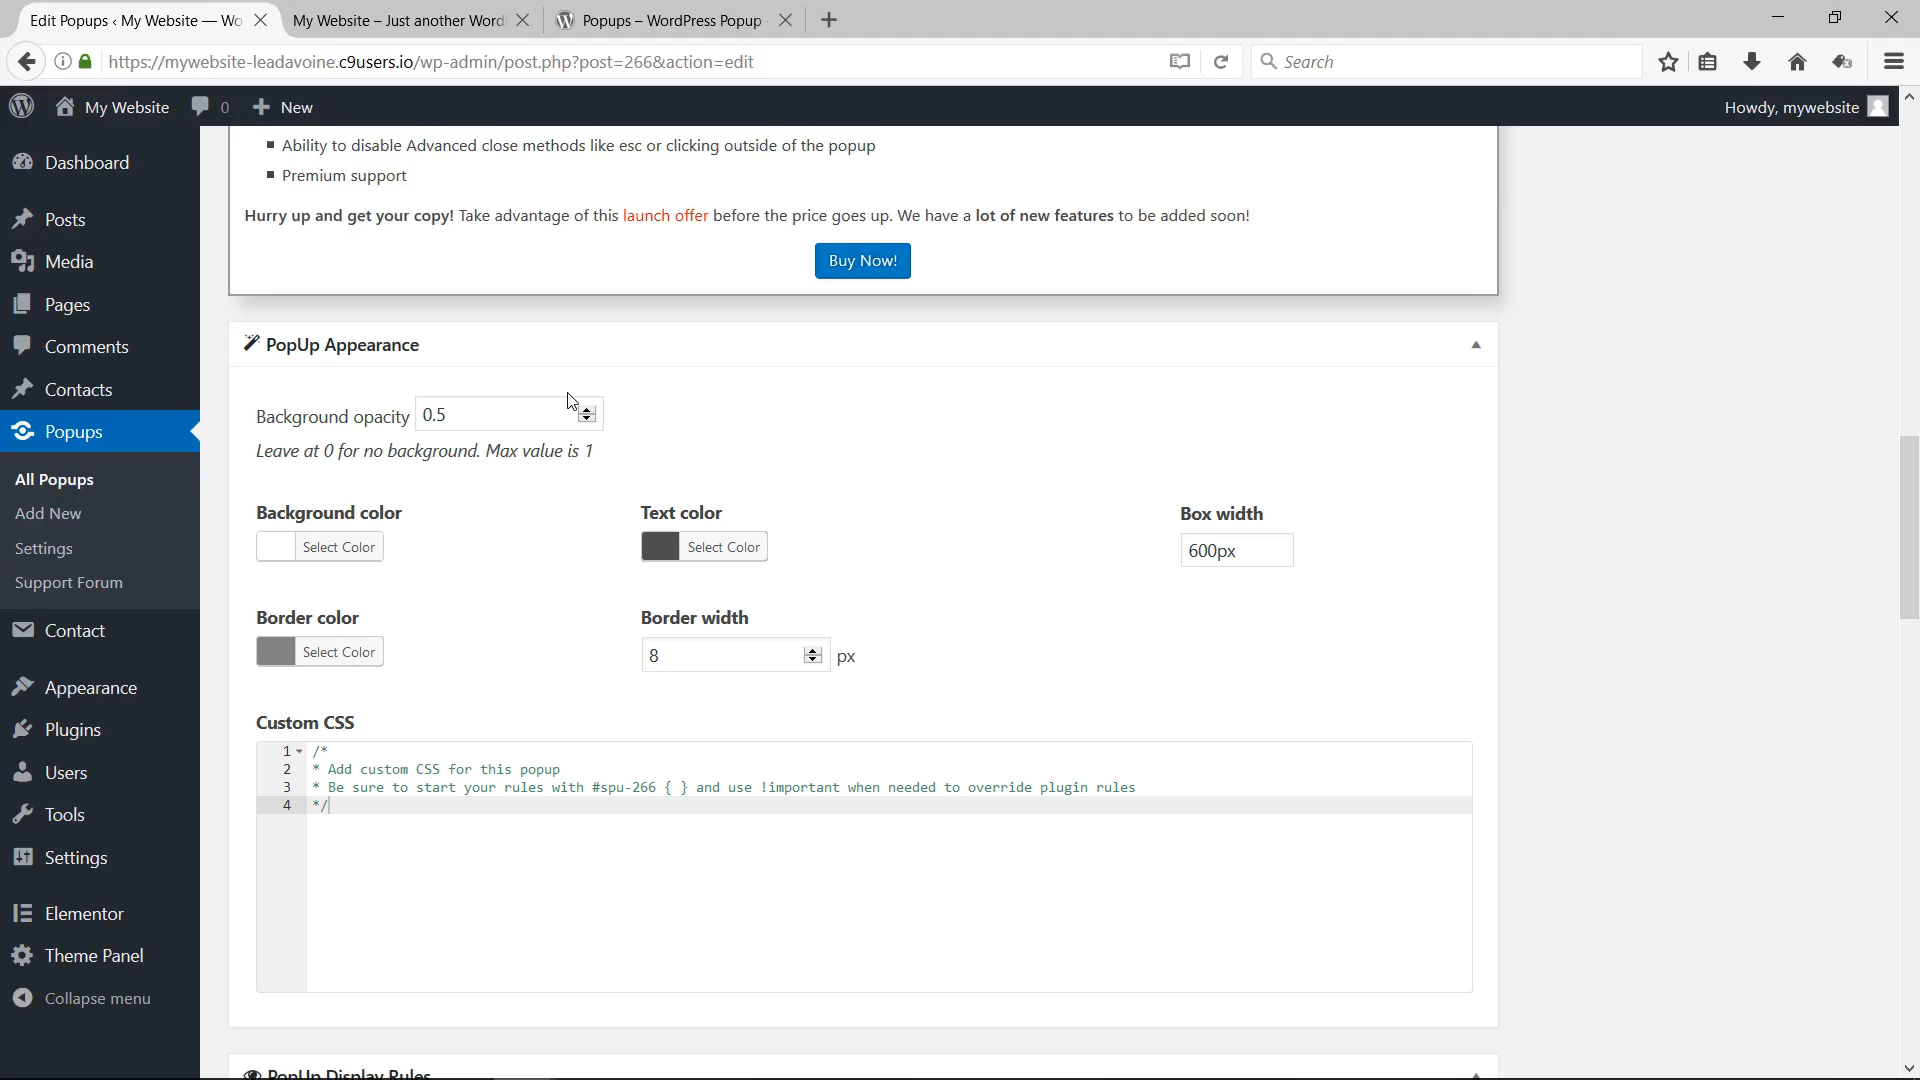 Edit Popups ‹ My Website — Wo
My Website – Just another Word
Popups – WordPress Popup
https://mywebsite-leadavoine.c9users.io/wp-admin/post.php?post=266&action=edit
Search
My Website
0
New
Howdy, mywebsite
Dashboard
Posts
Media
Pages
Comments
Contacts
Popups
All Popups
Add New
Settings
Support Forum
Contact
Appearance
Plugins
Users
Tools
Settings
Elementor
Theme Panel
Collapse menu
Ability to disable Advanced close methods like esc or clicking outside of the popup
Premium support
Hurry up and get your copy! Take advantage of this launch offer before the price goes up. We have a lot of new features to be added soon!
Buy Now!
PopUp Appearance
Background opacity 0.5
Leave at 0 for no background. Max value is 1
Background color
Select Color
Text color
Select Color
Box width
600px
Border color
Select Color
Border width
8 px
Custom CSS
1 /*
2 * Add custom CSS for this popup
3 * Be sure to start your rules with #spu-266 { } and use !important when needed to override plugin rules
4 */
PopUp Display Rules